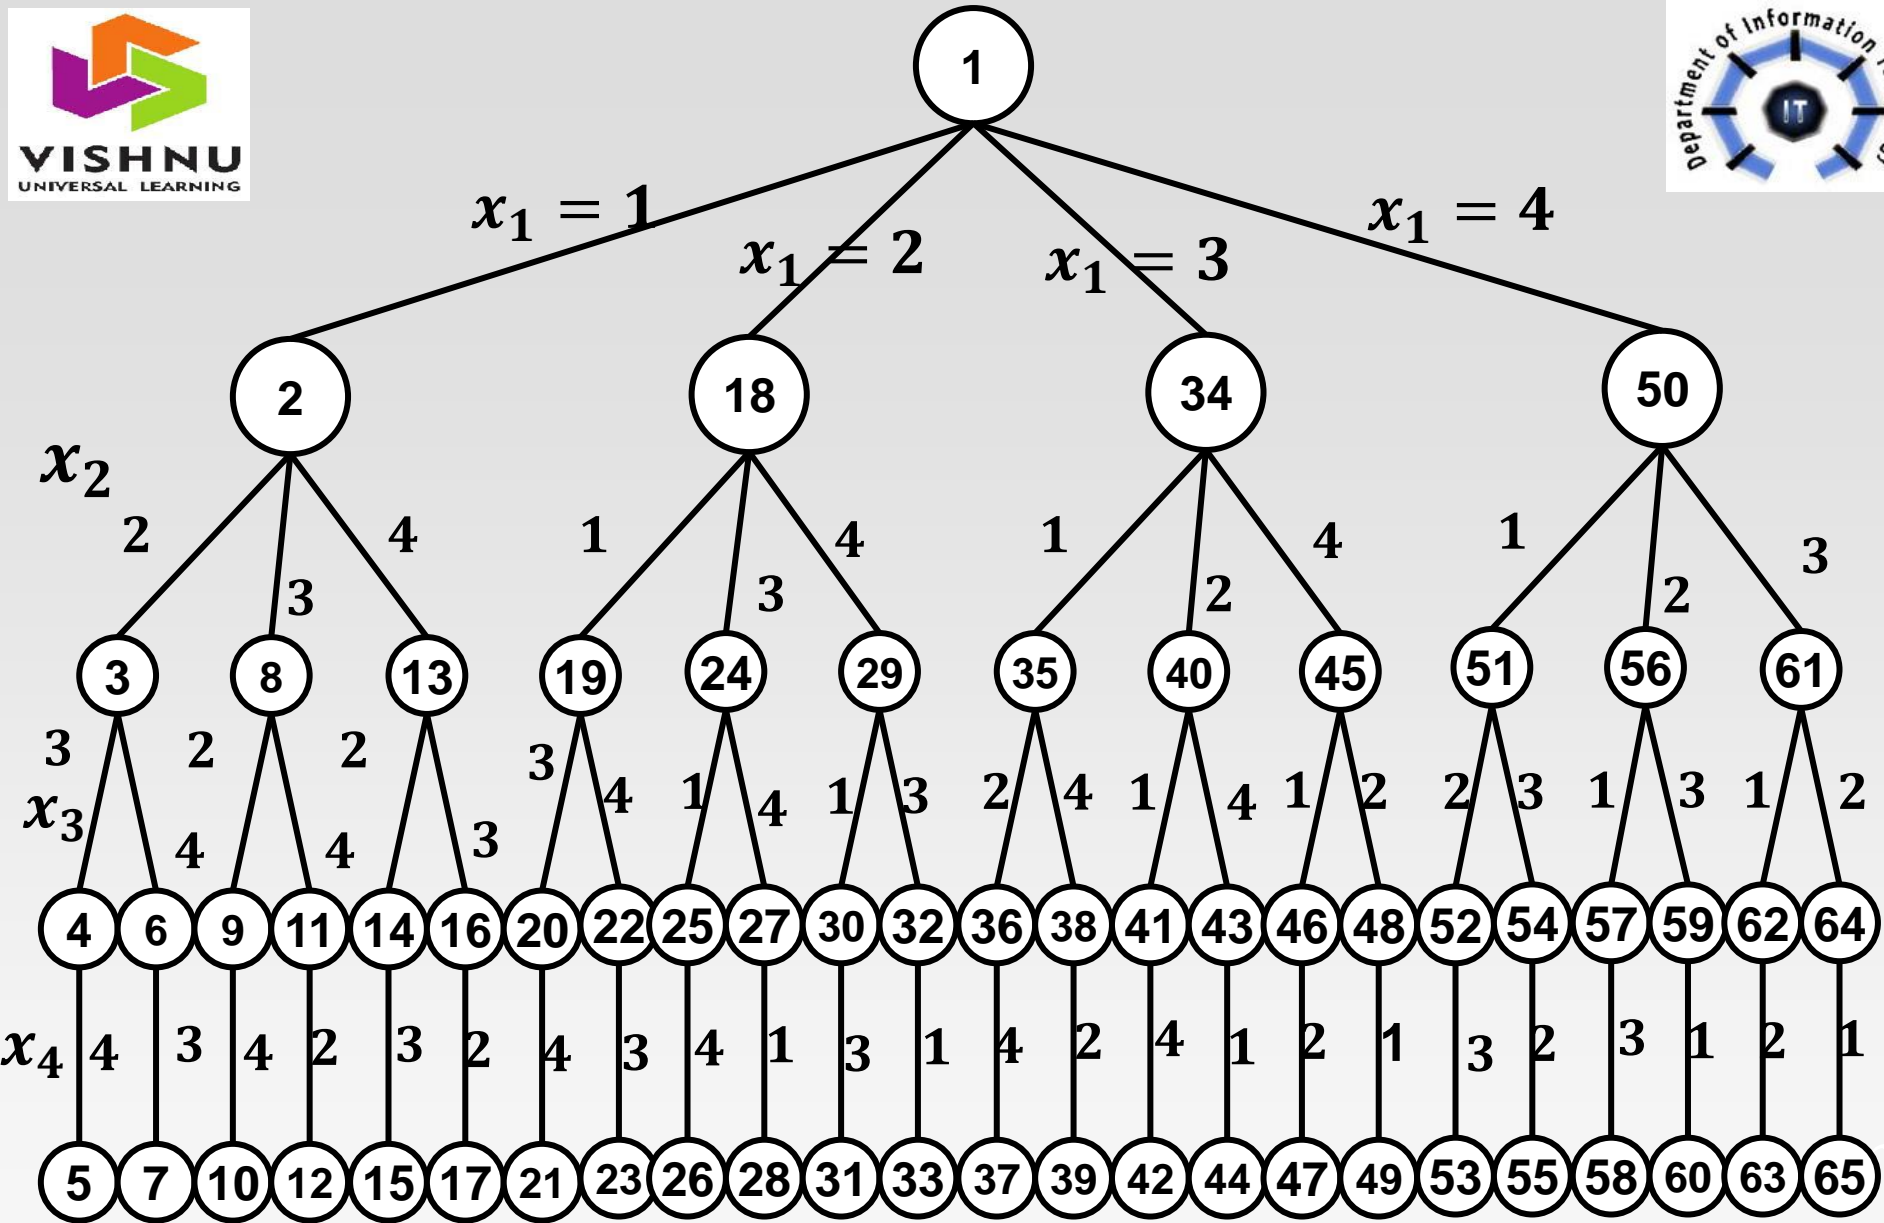 VISHNU
UNIVERSAL LEARNING
Department of Information
IT
1
x₁ = 1
x₁ = 2
x₁ = 3
x₁ = 4
2 18 34 50
x₂
2 3 4 1 3 4 1 2 4 1 2 3
3 8 13 19 24 29 35 40 45 51 56 61
x₃
3 4 2 4 2 3 3 4 1 4 1 3 2 4 1 4 1 2 2 3 1 3 1 2
4 6 9 11 14 16 20 22 25 27 30 32 36 38 41 43 46 48 52 54 57 59 62 64
x₄ 4 3 4 2 3 2 4 3 4 1 3 1 4 2 4 1 2 1 3 2 3 1 2 1
5 7 10 12 15 17 21 23 26 28 31 33 37 39 42 44 47 49 53 55 58 60 63 65